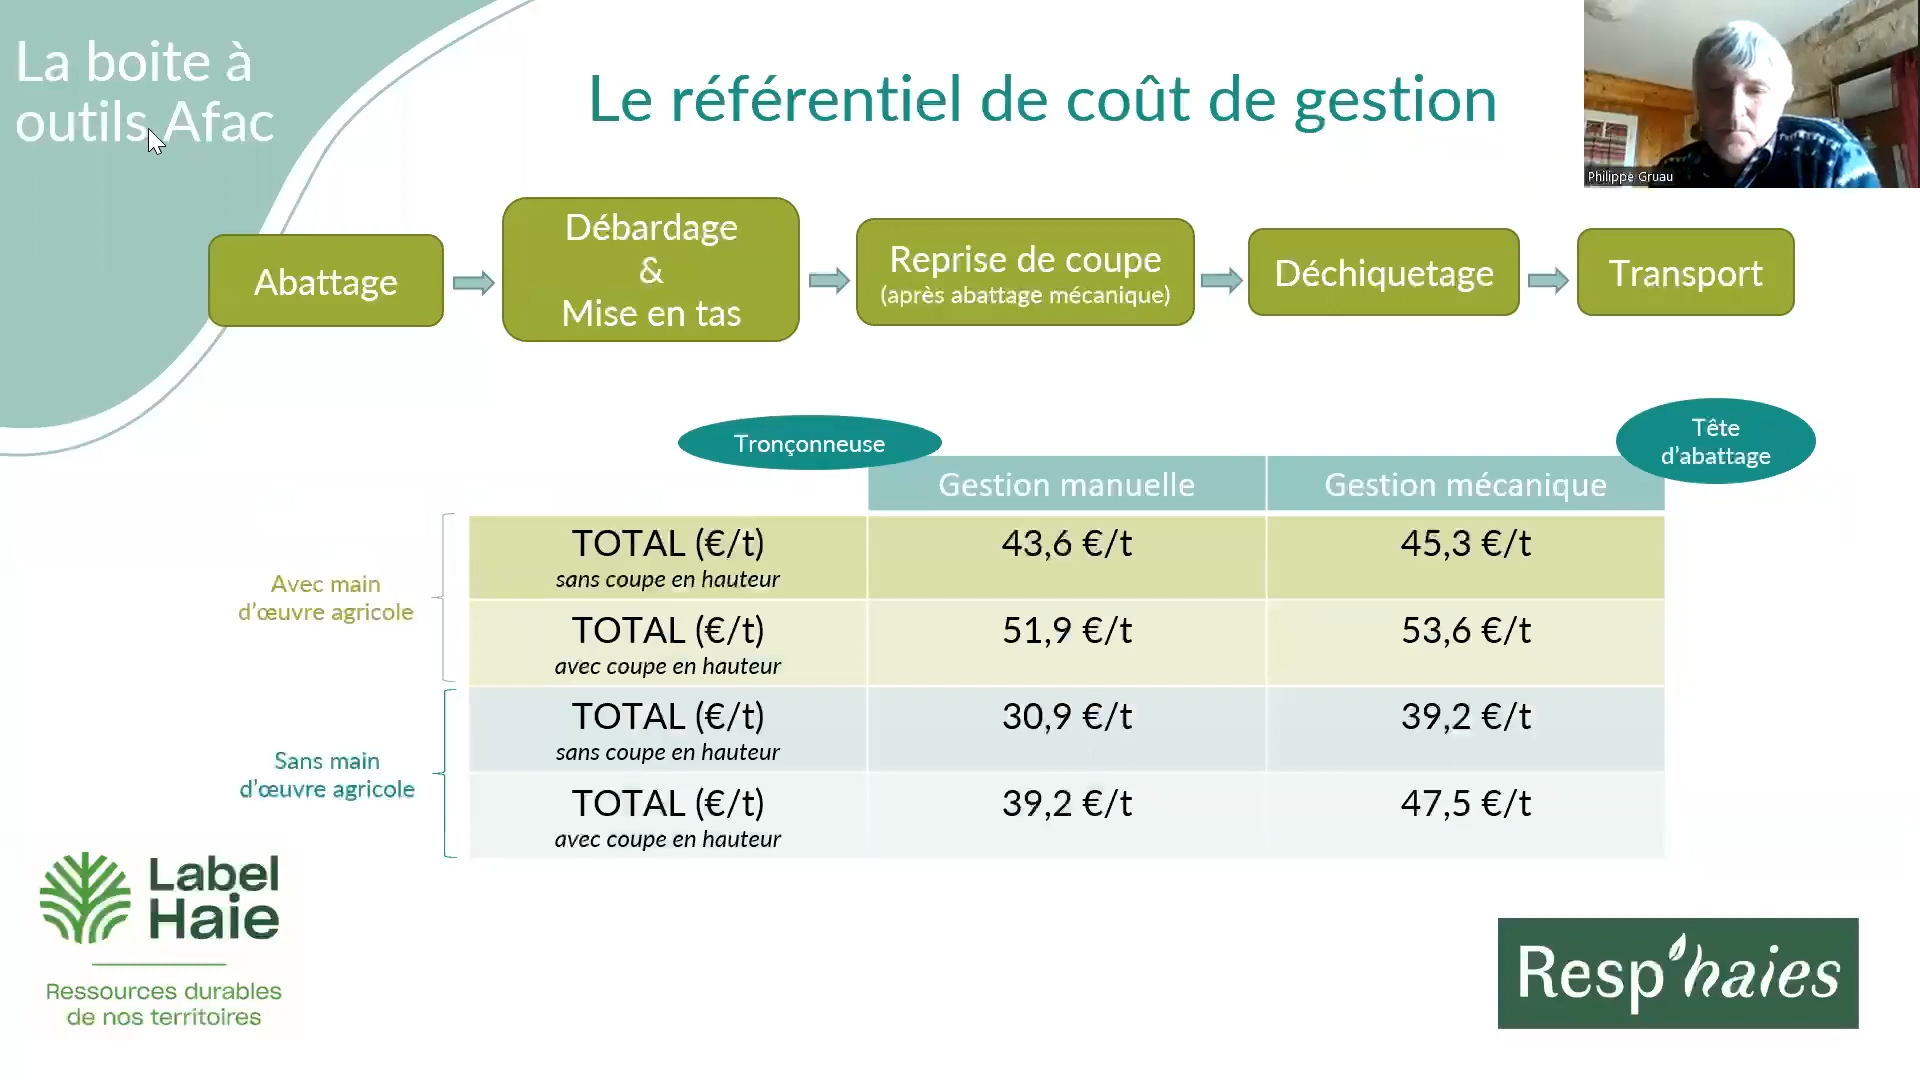 La boite à
outils Afac
Le référentiel de coût de gestion
Philippe Gruau
Abattage
Débardage
&
Mise en tas
Reprise de coupe
(après abattage mécanique)
Déchiquetage
Transport
Tronçonneuse
Tête
d'abattage
Gestion manuelle
Gestion mécanique
Avec main
d'œuvre agricole
TOTAL (€/t)
sans coupe en hauteur
43,6 €/t
45,3 €/t
TOTAL (€/t)
avec coupe en hauteur
51,9 €/t
53,6 €/t
Sans main
d'œuvre agricole
TOTAL (€/t)
sans coupe en hauteur
30,9 €/t
39,2 €/t
TOTAL (€/t)
avec coupe en hauteur
39,2 €/t
47,5 €/t
Label
Haie
Ressources durables
de nos territoires
Resp'haies